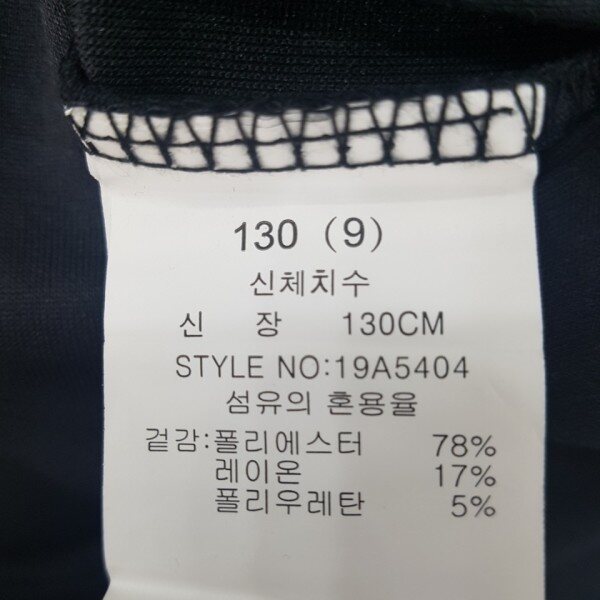 130 (9)
신체치수
신 장 130CM
STYLE NO:19A5404
섬유의 혼용율
겉감:폴리에스터 78%
레이온 17%
폴리우레탄 5%